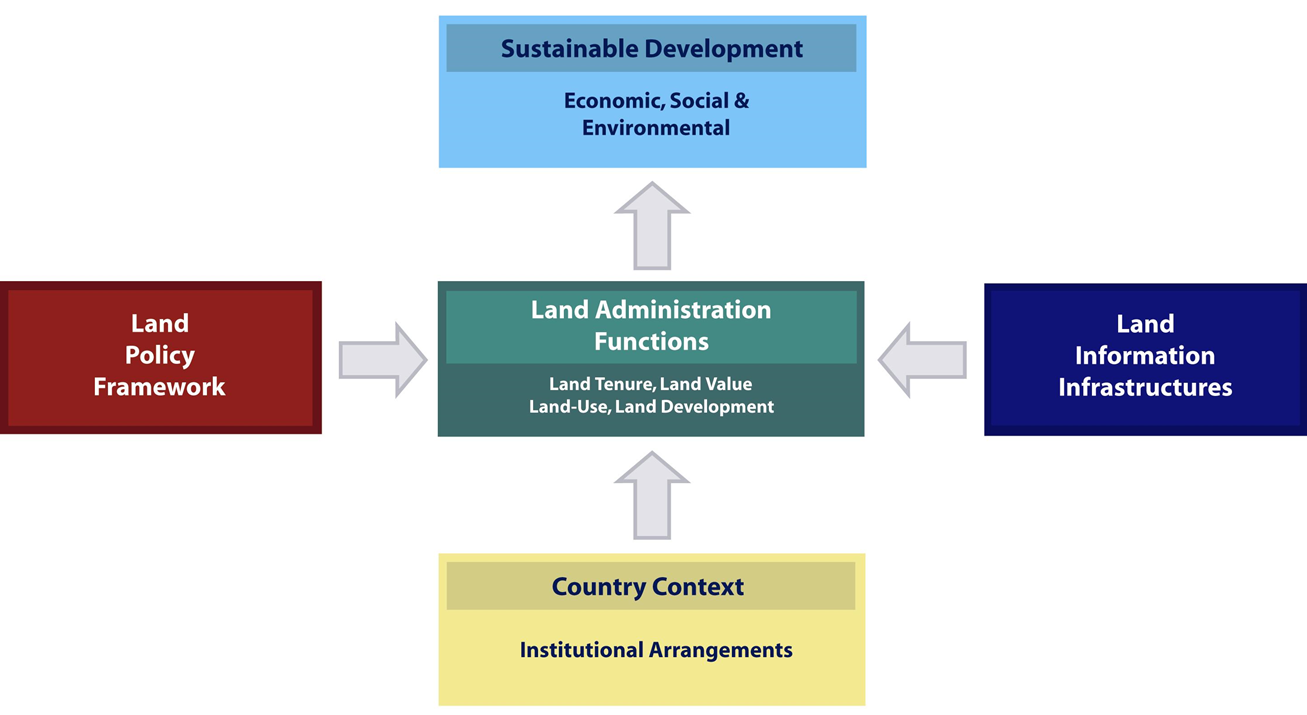 Sustainable Development
Economic, Social &
Environmental
Land
Policy
Framework
Land Administration
Functions
Land Tenure, Land Value
Land-Use, Land Development
Land
Information
Infrastructures
Country Context
Institutional Arrangements